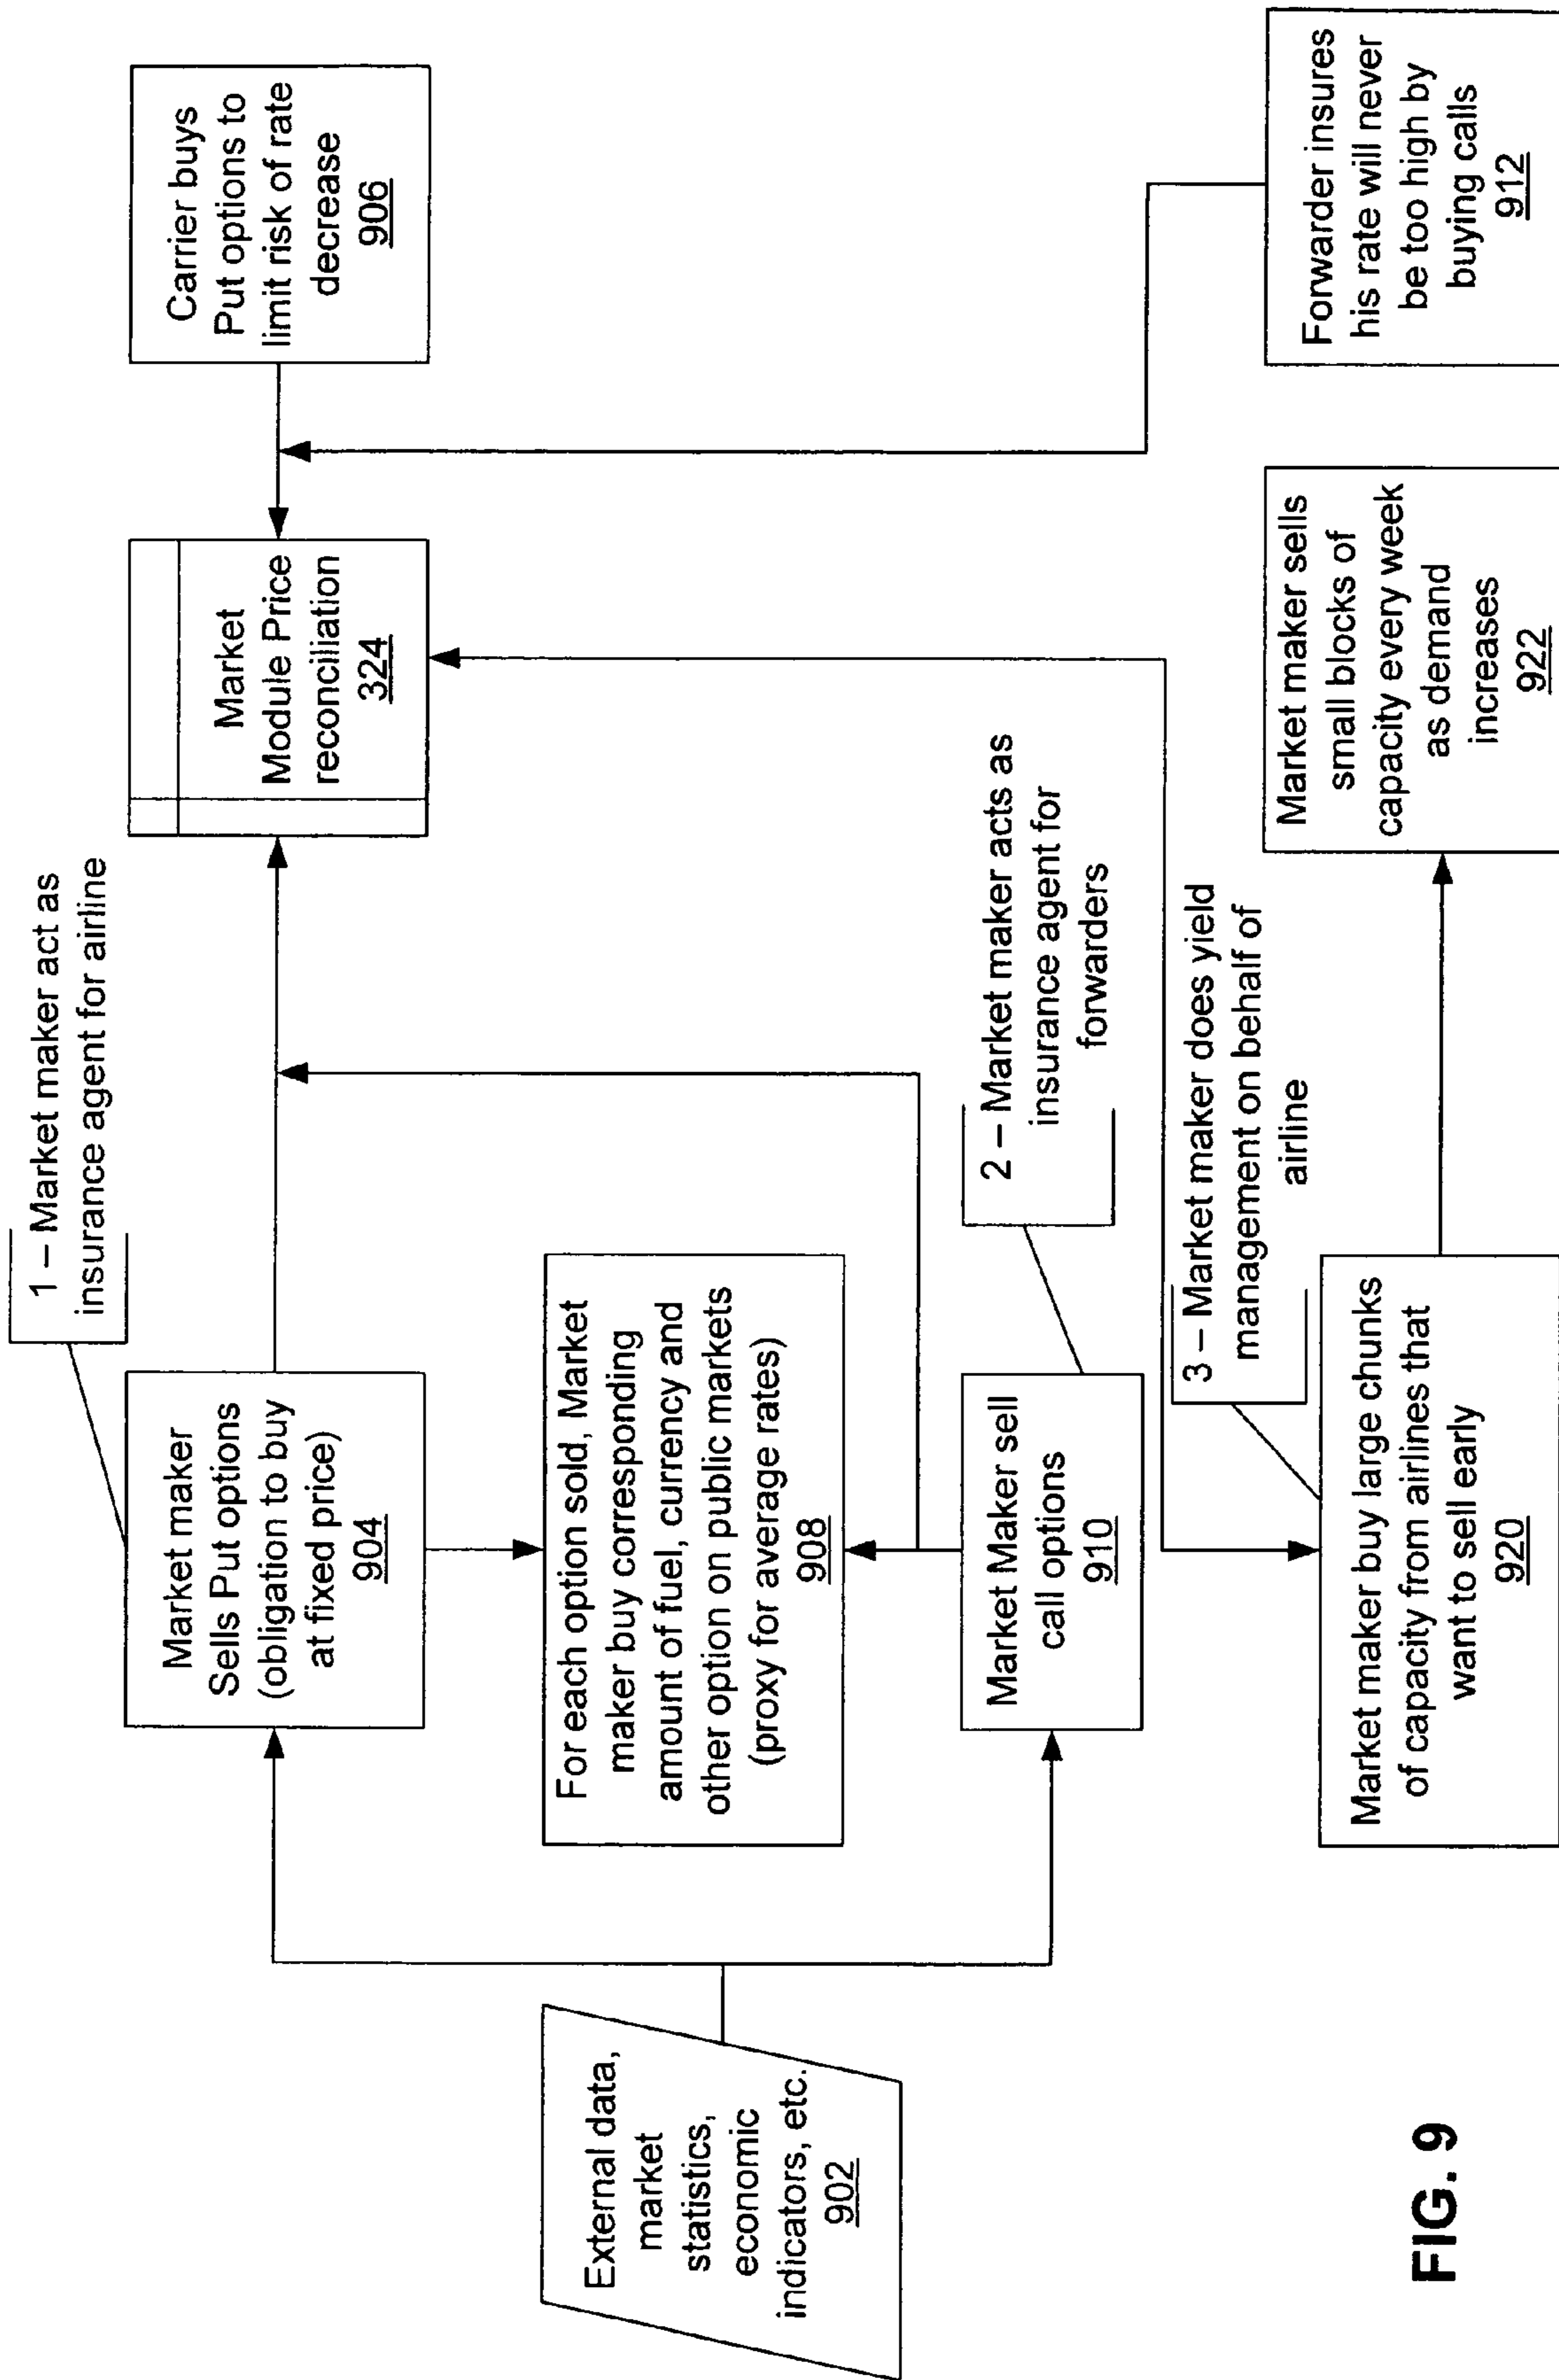 1 – Market maker act as
insurance agent for airline
Market maker
Sells Put options
(obligation to buy
at fixed price)
904
Market
Module Price
reconciliation
324
Carrier buys
Put options to
limit risk of rate
decrease
906
External data,
market
statistics,
economic
indicators, etc.
902
For each option sold, Market
maker buy corresponding
amount of fuel, currency and
other option on public markets
(proxy for average rates)
908
2 – Market maker acts as
insurance agent for
forwarders
Market Maker sell
call options
910
3 – Market maker does yield
management on behalf of
airline
Market maker buy large chunks
of capacity from airlines that
want to sell early
920
Market maker sells
small blocks of
capacity every week
as demand
increases
922
Forwarder insures
his rate will never
be too high by
buying calls
912
FIG. 9